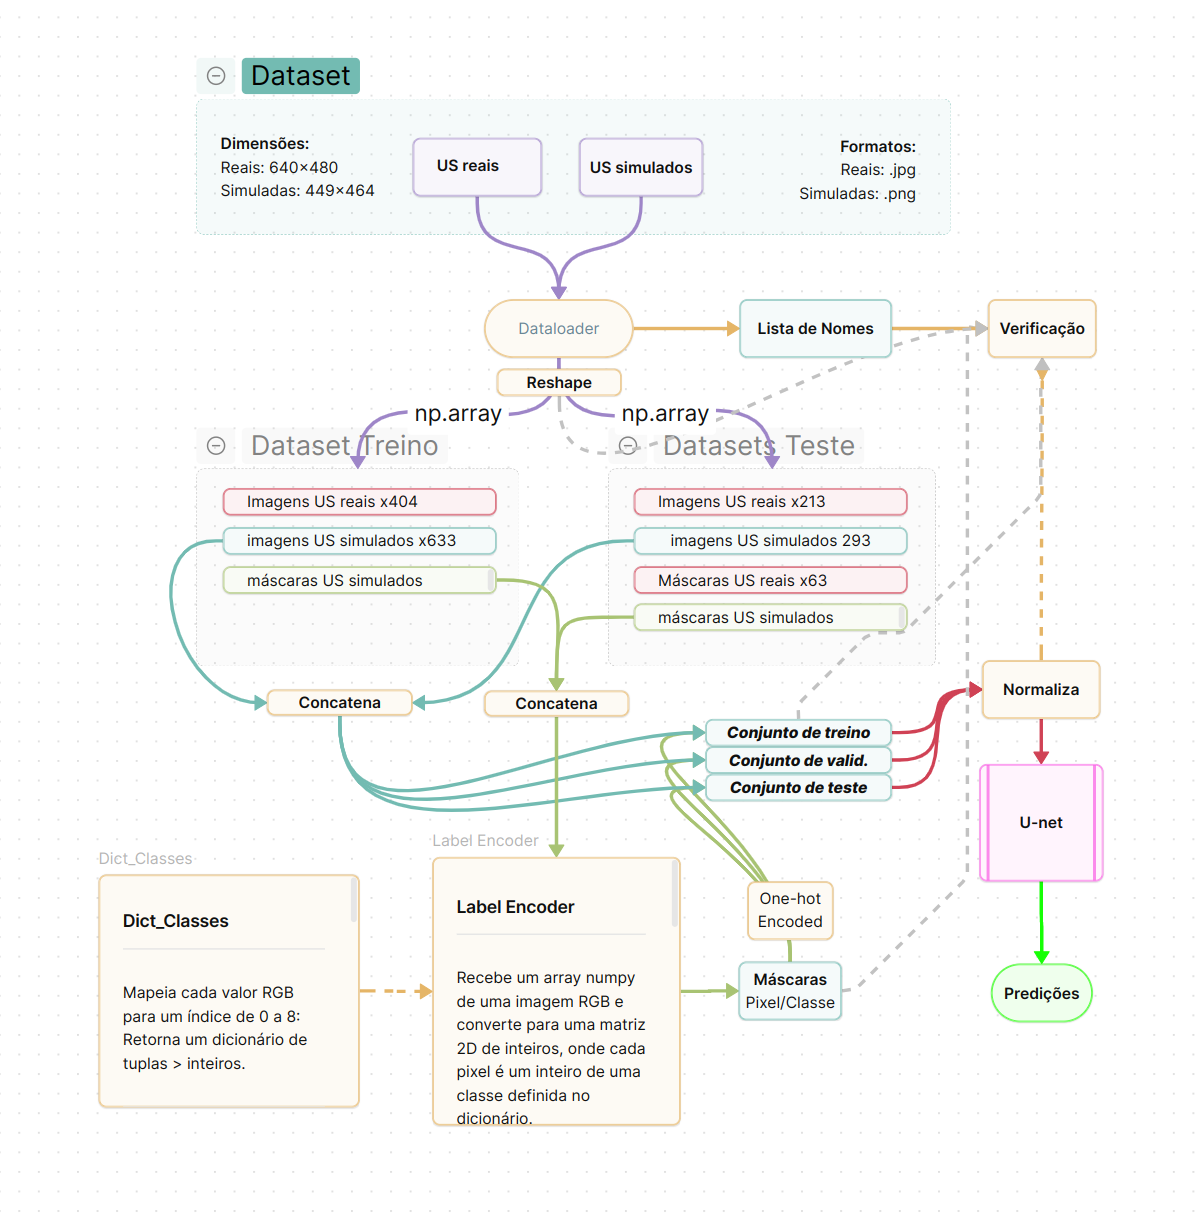 Dataset
Dimensões:
Reais: 640×480
Simuladas: 449×464
US reais
US simulados
Formatos:
Reais: .jpg
Simuladas: .png
Dataloader
Lista de Nomes
Verificação
Reshape
np.array
np.array
Dataset Treino
Datasets Teste
Imagens US reais x404
imagens US simulados x633
máscaras US simulados
Imagens US reais x213
imagens US simulados 293
Máscaras US reais x63
máscaras US simulados
Concatena
Concatena
Normaliza
Conjunto de treino
Conjunto de valid.
Conjunto de teste
U-net
Dict_Classes
Dict_Classes
Mapeia cada valor RGB
para um índice de 0 a 8:
Retorna um dicionário de
tuplas > inteiros.
Label Encoder
Label Encoder
Recebe um array numpy
de uma imagem RGB e
converte para uma matriz
2D de inteiros, onde cada
pixel é um inteiro de uma
classe definida no
dicionário.
One-hot
Encoded
Máscaras
Pixel/Classe
Predições